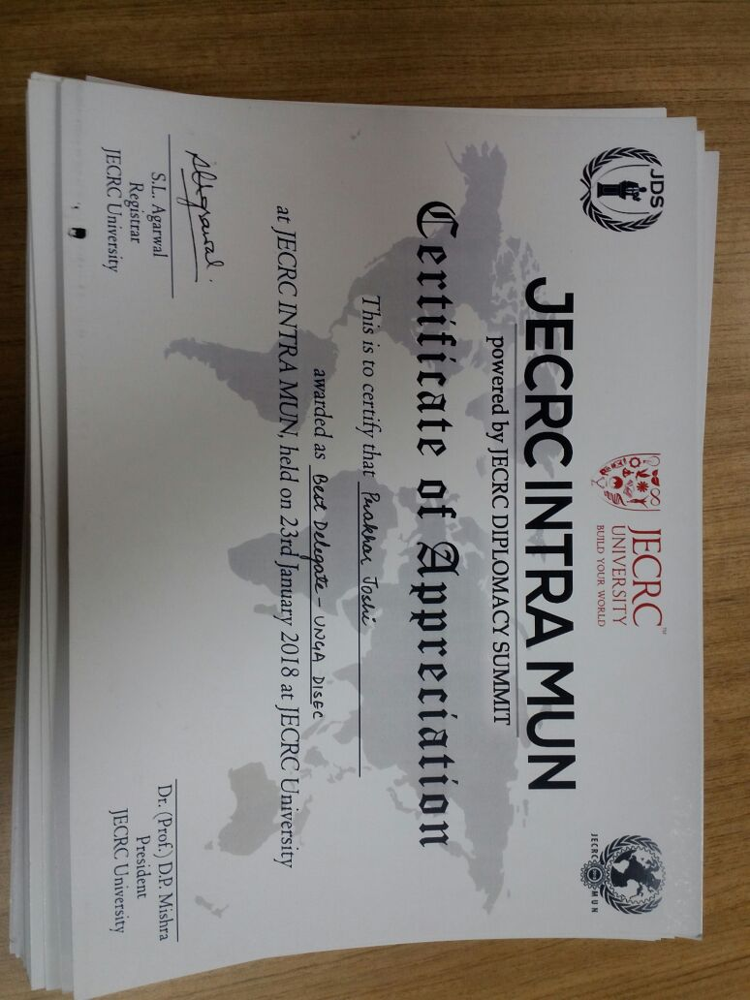 JDS
JECRC
UNIVERSITY
BUILD YOUR WORLD
TM
JECRC MUN
JECRC INTRA MUN
powered by JECRC DIPLOMACY SUMMIT
Certificate of Appreciation
This is to certify that Prakhar Joshi
awarded as Best Delegate - UNGA DISEC
at JECRC INTRA MUN, held on 23rd January 2018 at JECRC University
SLAgrawal.
S.L. Agarwal
Registrar
JECRC University
Dr. (Prof.) D.P. Mishra
President
JECRC University